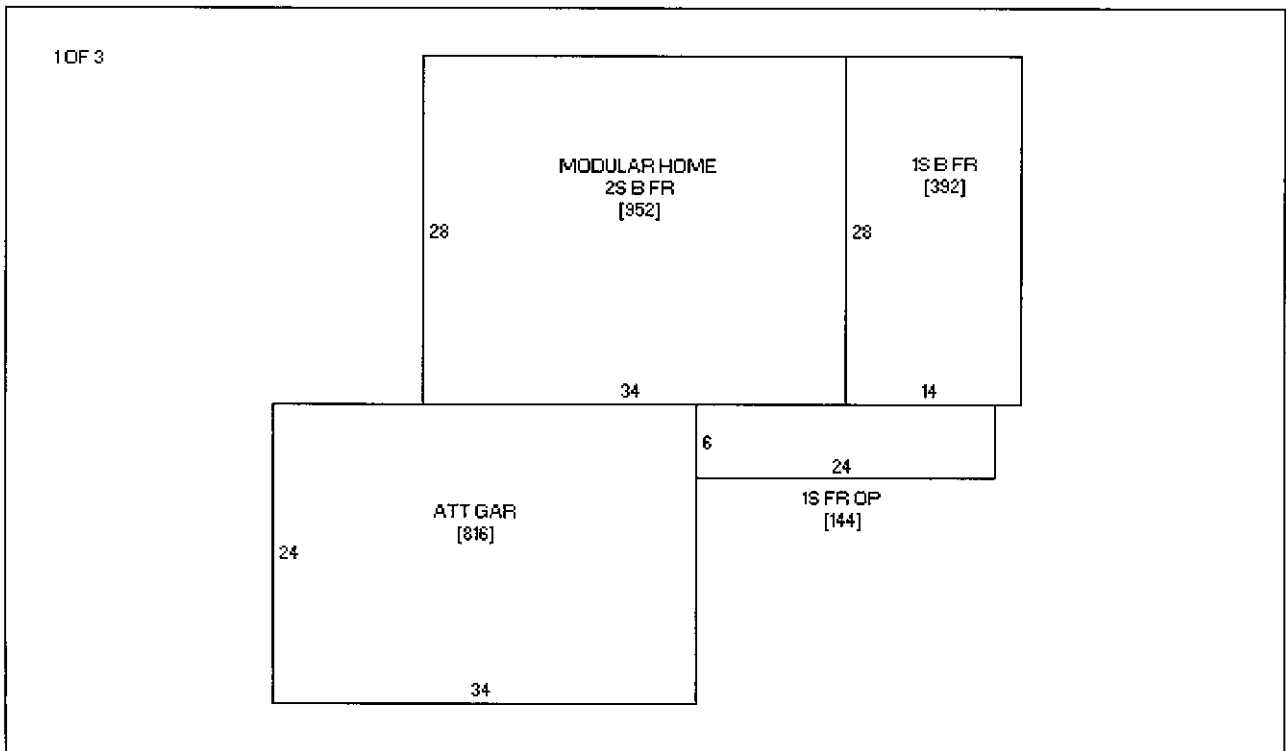 1 OF 3
MODULAR HOME
2S B FR
[952]
1S B FR
[392]
28
28
34
14
6
24
1S FR OP
[144]
ATT GAR
[816]
24
34